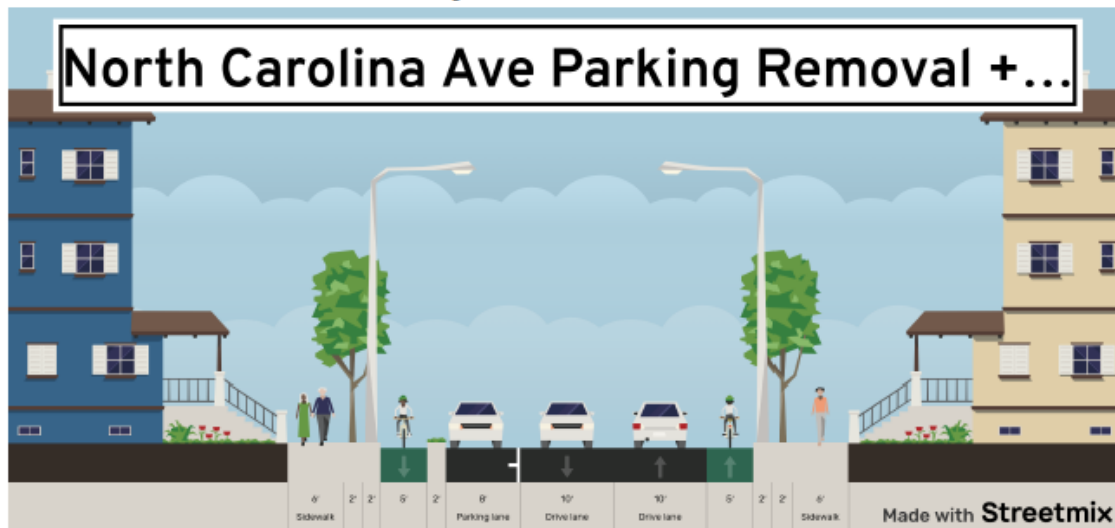 North Carolina Ave Parking Removal +...
6' 2' 2' 5' 2' 8' 10' 10' 5' 2' 2' 6'
Sidewalk Parking lane Drive lane Drive lane Sidewalk
Made with Streetmix